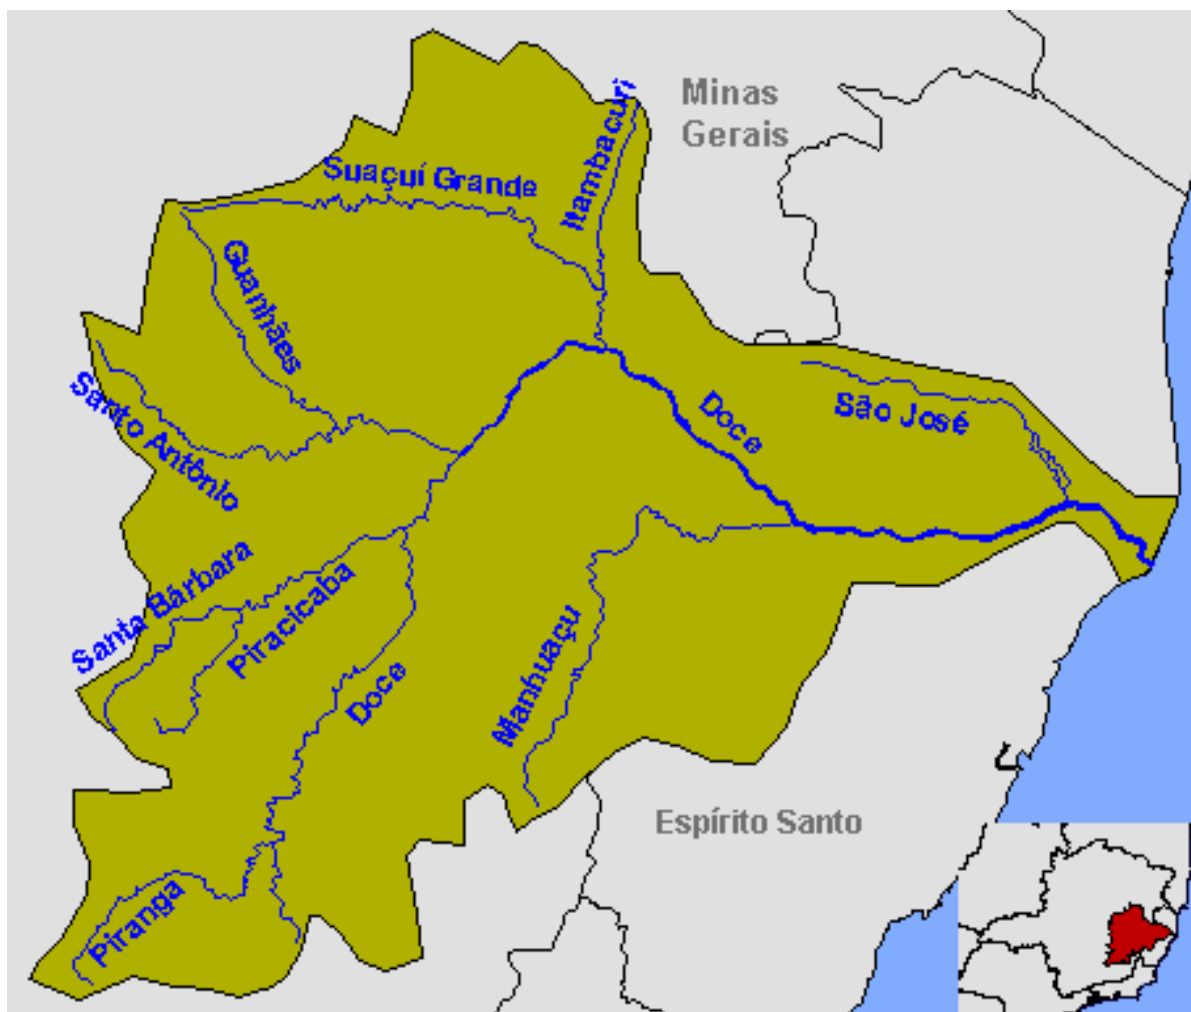 Minas
Gerais
Itambacuri
Suaçuí Grande
Guanhães
Santo Antônio
Doce
São José
Santa Bárbara
Piracicaba
Doce
Manhuaçu
Espírito Santo
Piranga